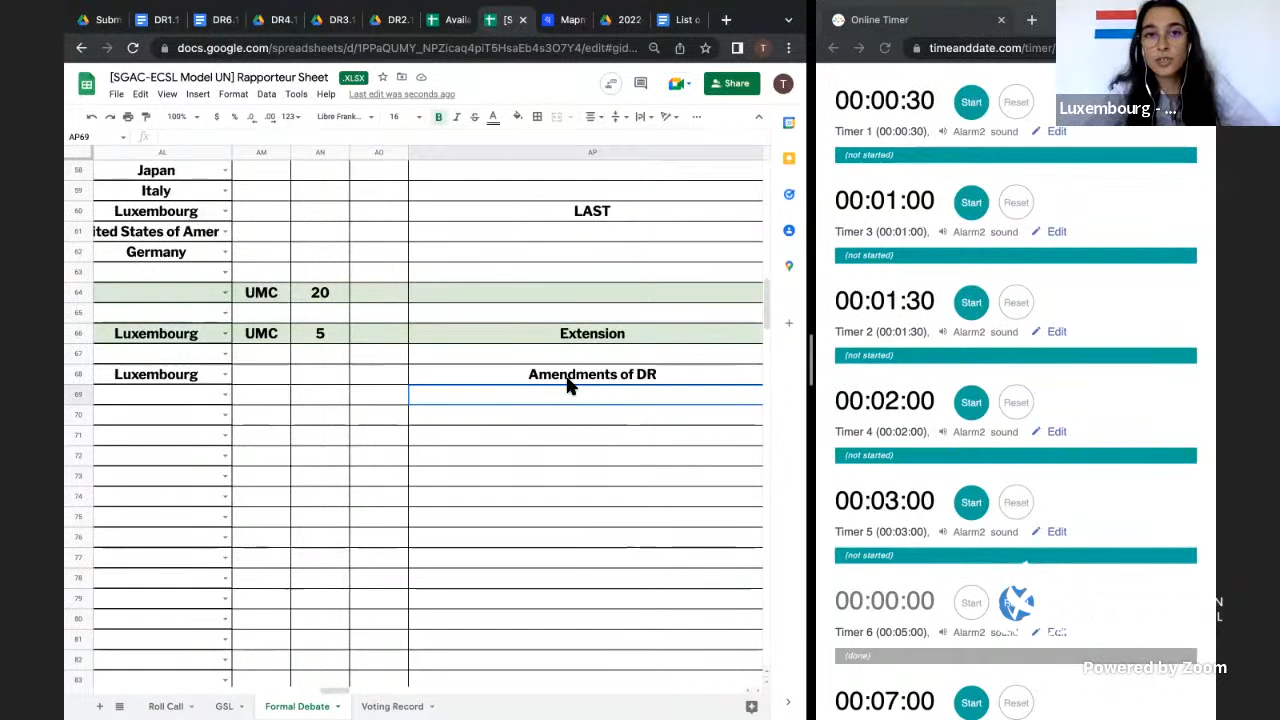 Subm
DR1.1
DR6.
DR4.1
DR3.1
DR
Availa
[S
Mapr
2022
List o
docs.google.com/spreadsheets/d/1PPaQUMY_NPZicaq4piT5HsaEb4s3O7Y4/edit#gid...
T
[SGAC-ECSL Model UN] Rapporteur Sheet .XLSX
Share
T
File Edit View Insert Format Data Tools Help Last edit was seconds ago
100% $ % .0 .00 123 Libre Frank... 16 B I S A
AP69 fx
AL AM AN AO AP
58 Japan
59 Italy
60 Luxembourg LAST
61 ited States of Amer
62 Germany
63
64 UMC 20
65
66 Luxembourg UMC 5 Extension
67
68 Luxembourg Amendments of DR
69
70
71
72
73
74
75
76
77
78
79
80
81
82
83
Roll Call GSL Formal Debate Voting Record
Online Timer
timeanddate.com/timer/
00:00:30 Start Reset
Timer 1 (00:00:30), Alarm2 sound Edit
(not started)
00:01:00 Start Reset
Timer 3 (00:01:00), Alarm2 sound Edit
(not started)
00:01:30 Start Reset
Timer 2 (00:01:30), Alarm2 sound Edit
(not started)
00:02:00 Start Reset
Timer 4 (00:02:00), Alarm2 sound Edit
(not started)
00:03:00 Start Reset
Timer 5 (00:03:00), Alarm2 sound Edit
(not started)
00:00:00 Start
Timer 6 (00:05:00), Alarm2 Edit
(done)
00:07:00 Start Reset
Luxembourg - ...
N
L
Powered by Zoom